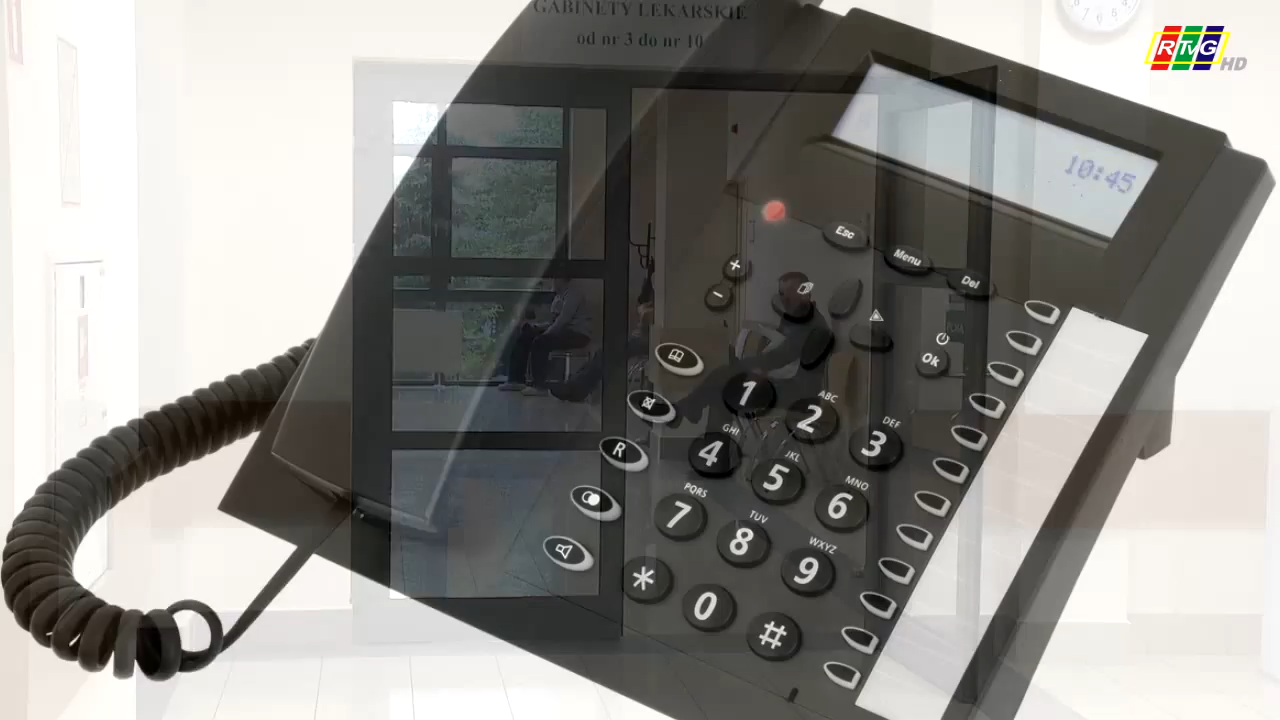 GABINETY LEKARSKIE
od nr 3 do nr 10
RTvG HD
10:45
Esc
Menu
Del
+
-
Ok
1
ABC
2
DEF
3
R
GHI
4
JKL
5
MNO
6
PQRS
7
TUV
8
WXYZ
9
*
0
#